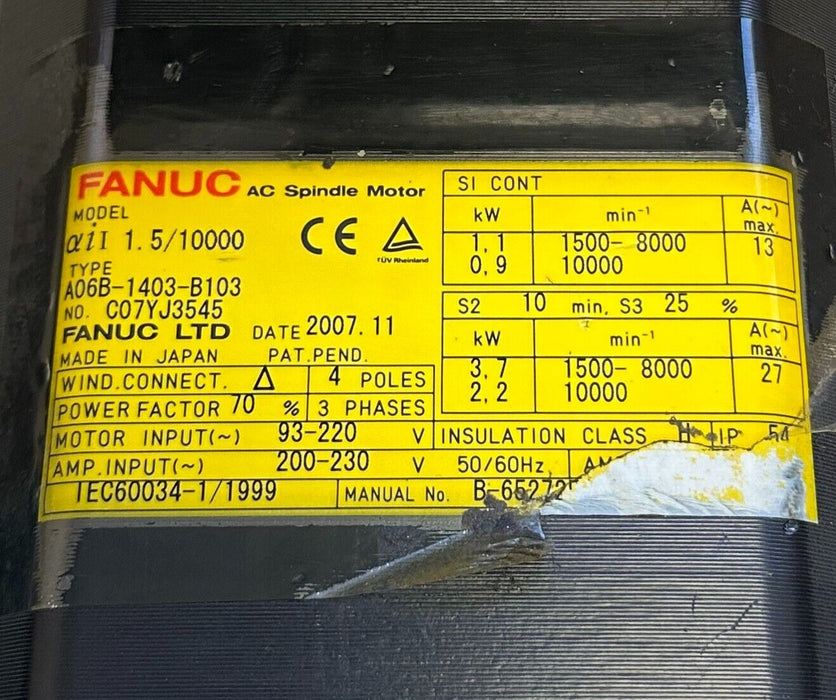 FANUC AC Spindle Motor
MODEL
αiI 1.5/10000
TYPE
A06B-1403-B103
NO. C07YJ3545
FANUC LTD DATE 2007.11
MADE IN JAPAN PAT.PEND.
CE
TÜV Rheinland
SI CONT
kW min-1 A(~) max.
1,1 1500- 8000 13
0,9 10000
S2 10 min, S3 25 %
kW min-1 A(~) max.
3,7 1500- 8000 27
2,2 10000
WIND.CONNECT. △ 4 POLES
POWER FACTOR 70 % 3 PHASES
MOTOR INPUT(~) 93-220 V INSULATION CLASS H IP 54
AMP.INPUT(~) 200-230 V 50/60Hz
IEC60034-1/1999 MANUAL No. B-65272